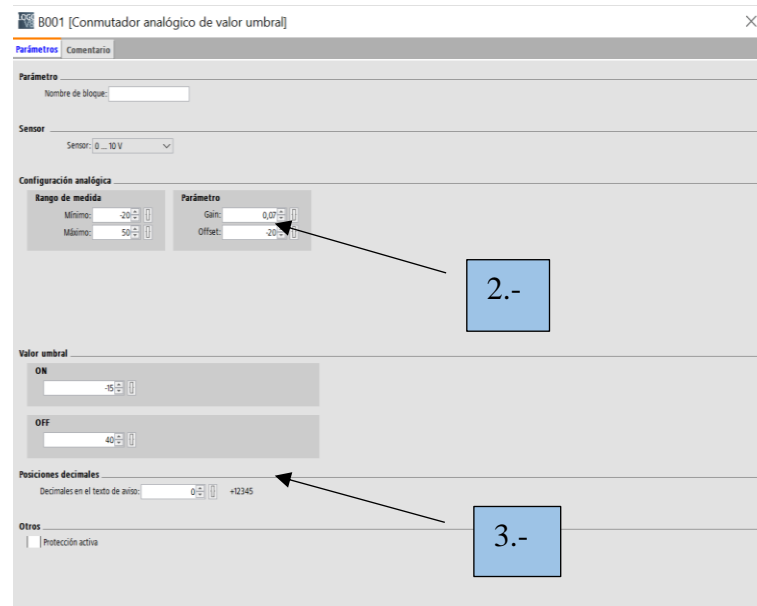 B001 [Conmutador analógico de valor umbral]
Parámetros Comentario
Parámetro
Nombre de bloque:
Sensor
Sensor: 0 ... 10 V
Configuración analógica
Rango de medida Parámetro
Mínimo: -20 Gain: 0,07
Máximo: 50 Offset: -20
2.-
Valor umbral
ON
-15
OFF
40
Posiciones decimales
Decimales en el texto de aviso: 0 +12345
3.-
Otros
Protección activa